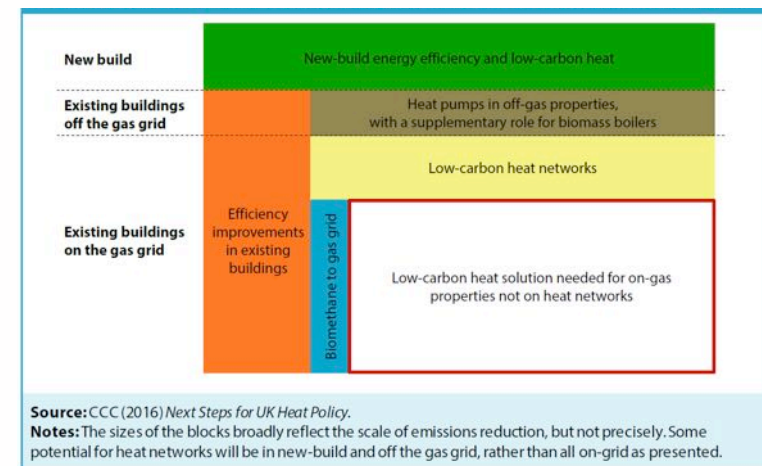 New build
New-build energy efficiency and low-carbon heat
Existing buildings
off the gas grid
Heat pumps in off-gas properties,
with a supplementary role for biomass boilers
Low-carbon heat networks
Existing buildings
on the gas grid
Efficiency
improvements
in existing
buildings
Biomethane to gas grid
Low-carbon heat solution needed for on-gas
properties not on heat networks
Source: CCC (2016) Next Steps for UK Heat Policy.
Notes: The sizes of the blocks broadly reflect the scale of emissions reduction, but not precisely. Some
potential for heat networks will be in new-build and off the gas grid, rather than all on-grid as presented.